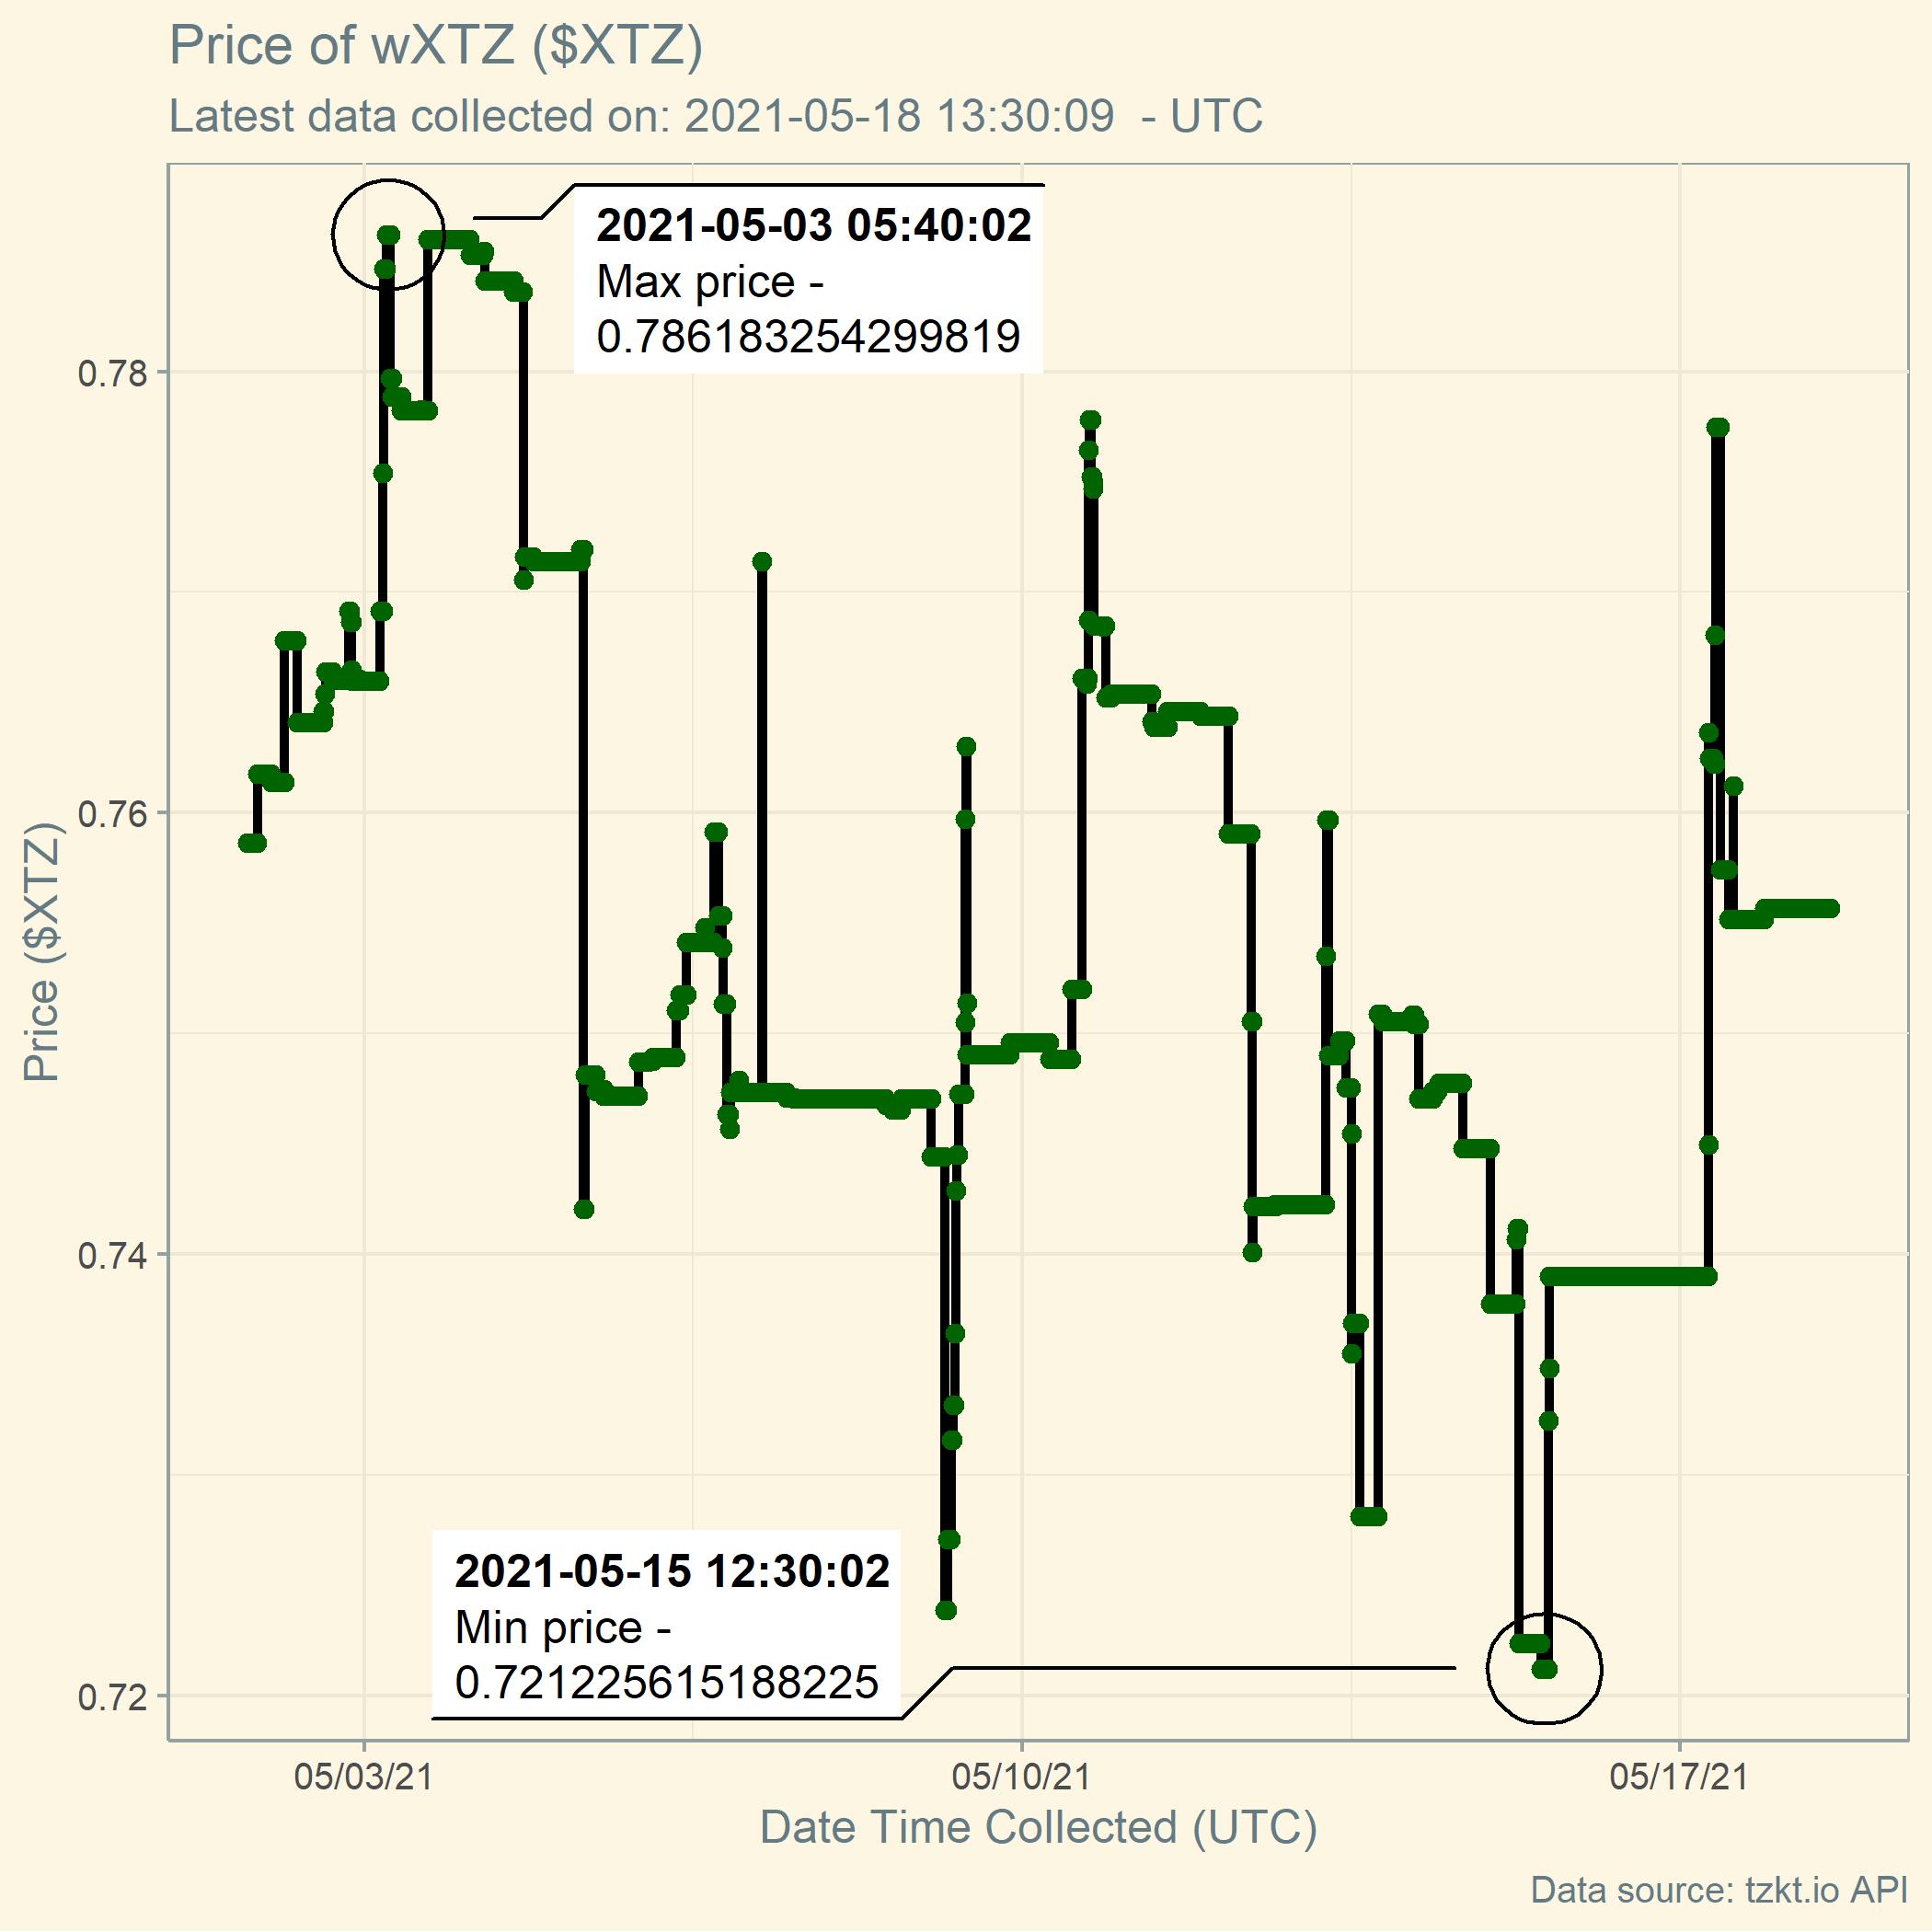 Price of wXTZ ($XTZ)
Latest data collected on: 2021-05-18 13:30:09  - UTC
2021-05-03 05:40:02
Max price -
0.786183254299819
0.78
0.76
0.74
0.72
Price ($XTZ)
2021-05-15 12:30:02
Min price -
0.721225615188225
05/03/21
05/10/21
05/17/21
Date Time Collected (UTC)
Data source: tzkt.io API